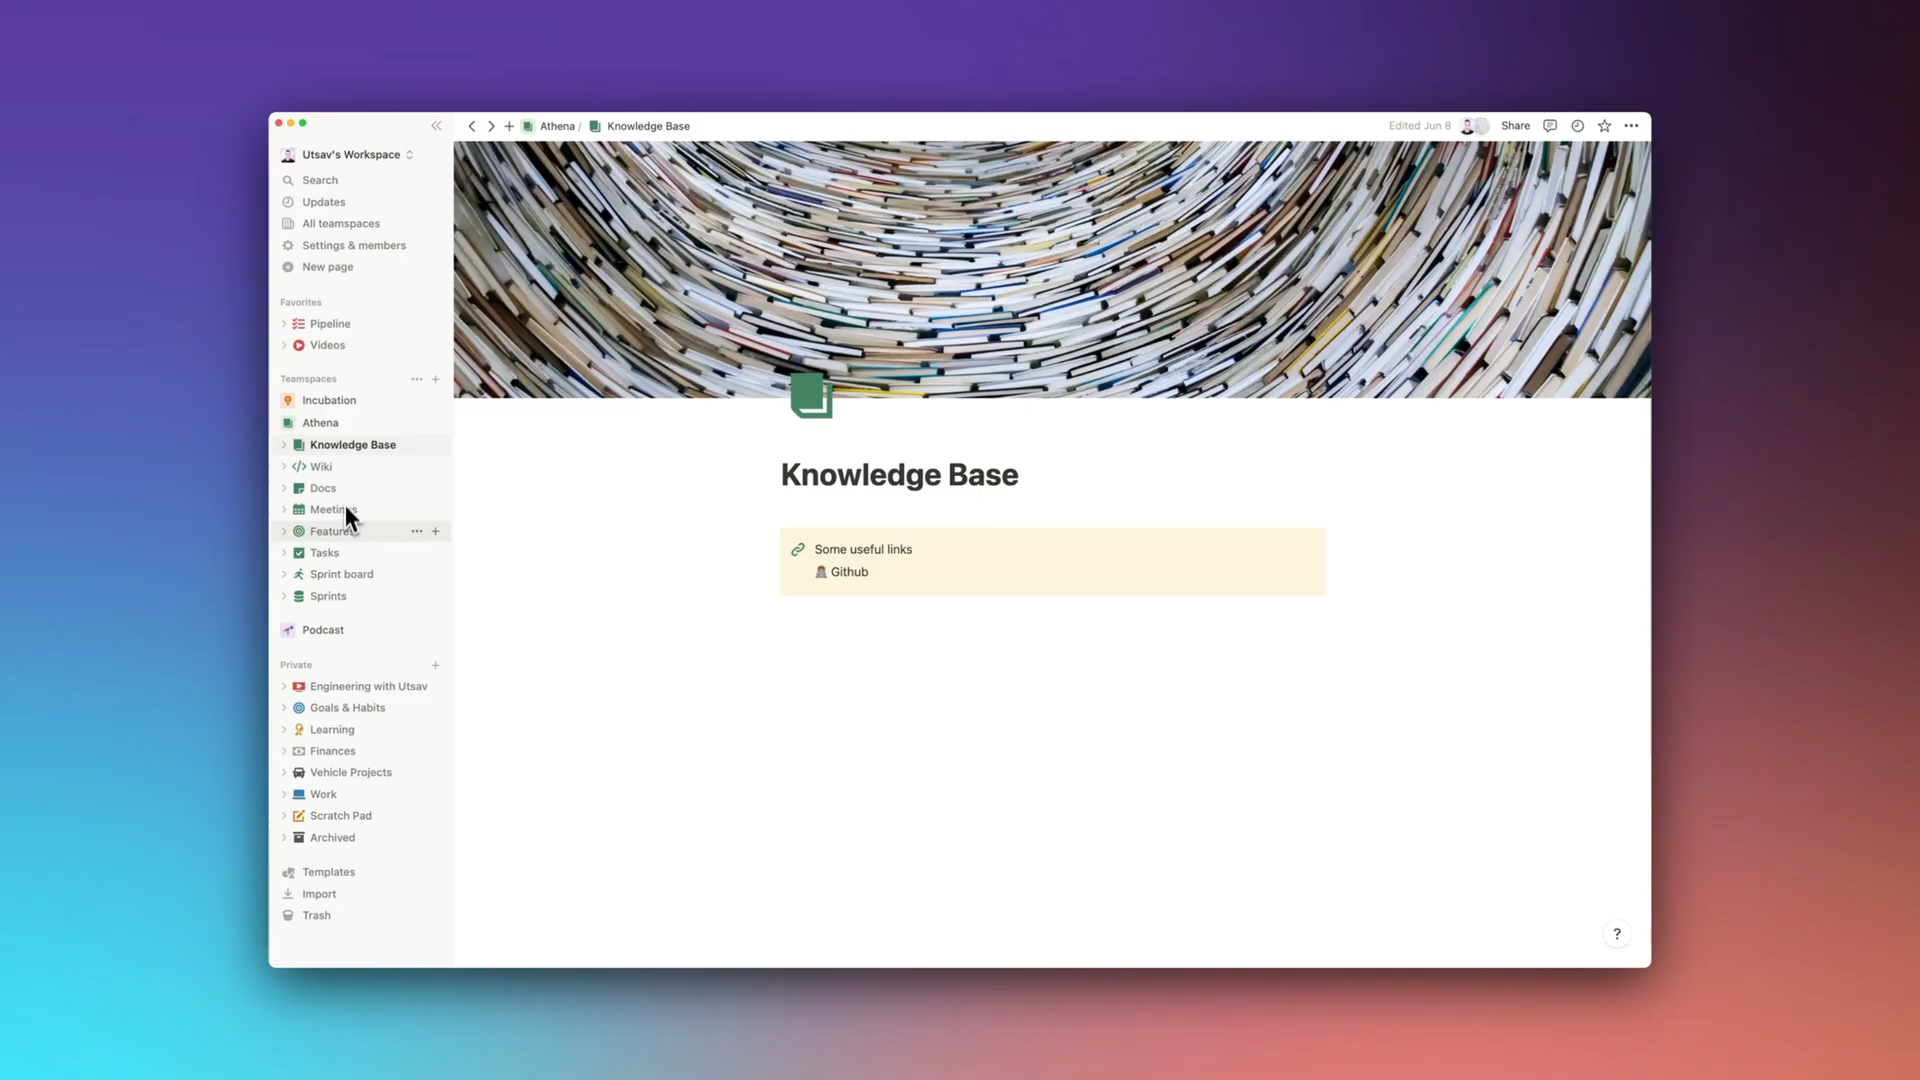 Utsav's Workspace
Search
Updates
All teamspaces
Settings & members
New page
Favorites
Pipeline
Videos
Teamspaces
Incubation
Athena
Knowledge Base
Wiki
Docs
Meetings
Features
Tasks
Sprint board
Sprints
Podcast
Private
Engineering with Utsav
Goals & Habits
Learning
Finances
Vehicle Projects
Work
Scratch Pad
Archived
Templates
Import
Trash
Athena / Knowledge Base
Edited Jun 8
Share
Knowledge Base
Some useful links
Github
?